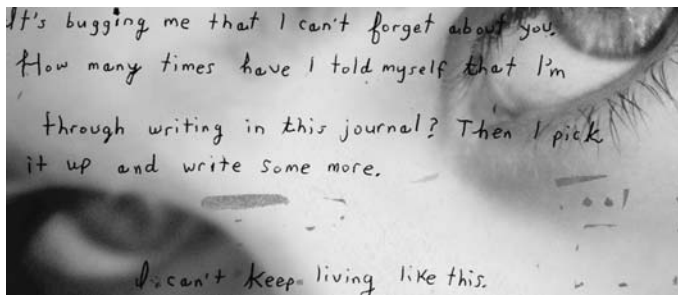 It's bugging me that I can't forget about you.
How many times have I told myself that I'm
through writing in this journal? Then I pick
it up and write some more.
I can't keep living like this.